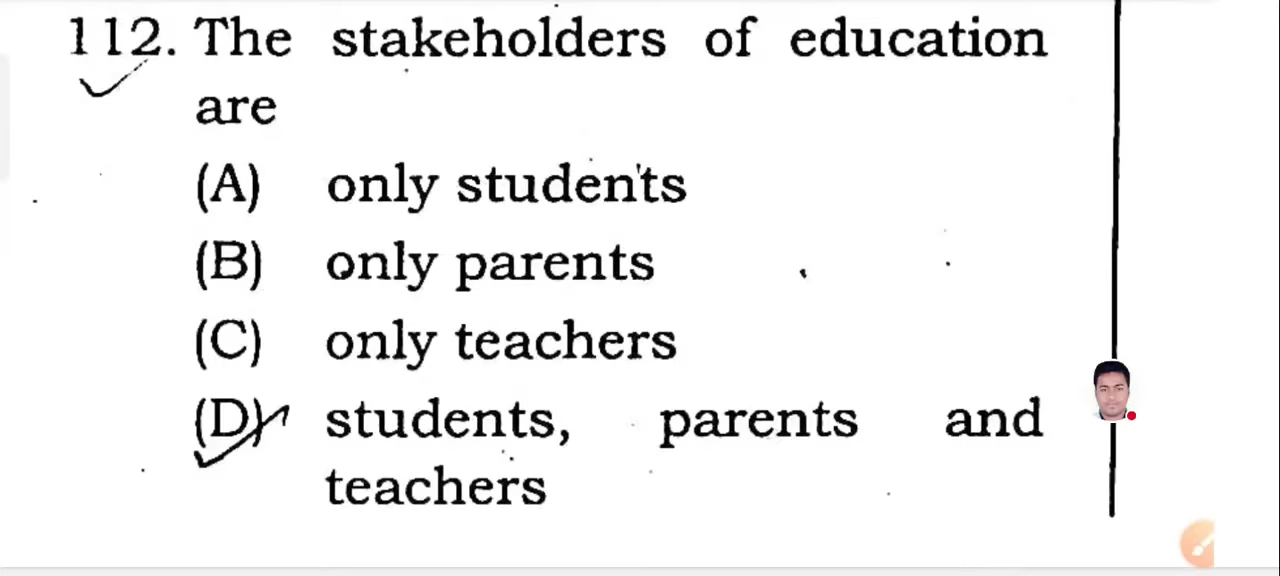 112. The stakeholders of education
are
(A) only students
(B) only parents
(C) only teachers
(D) students, parents and
teachers